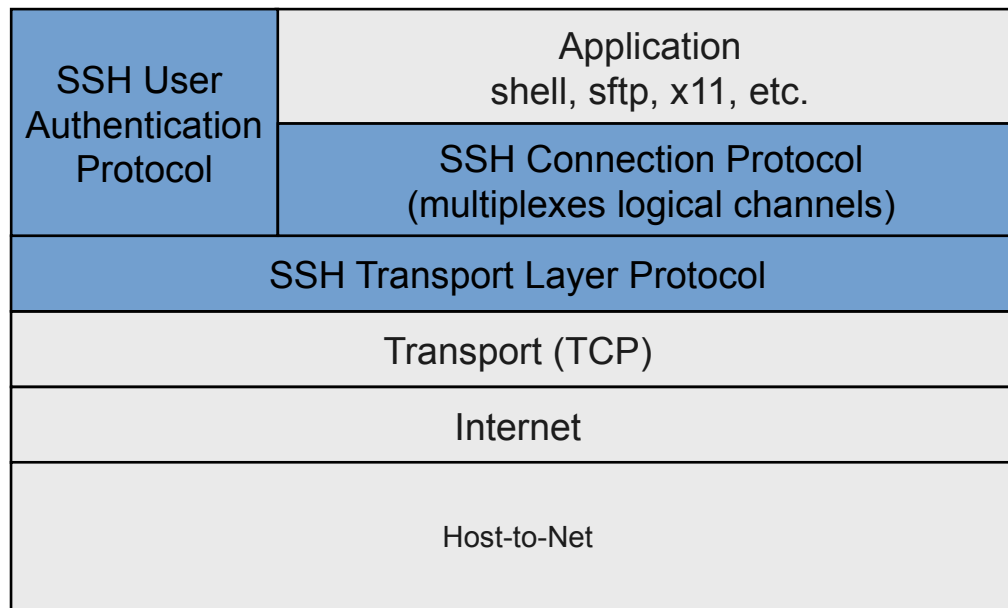 SSH User
Authentication
Protocol
Application
shell, sftp, x11, etc.
SSH Connection Protocol
(multiplexes logical channels)
SSH Transport Layer Protocol
Transport (TCP)
Internet
Host-to-Net